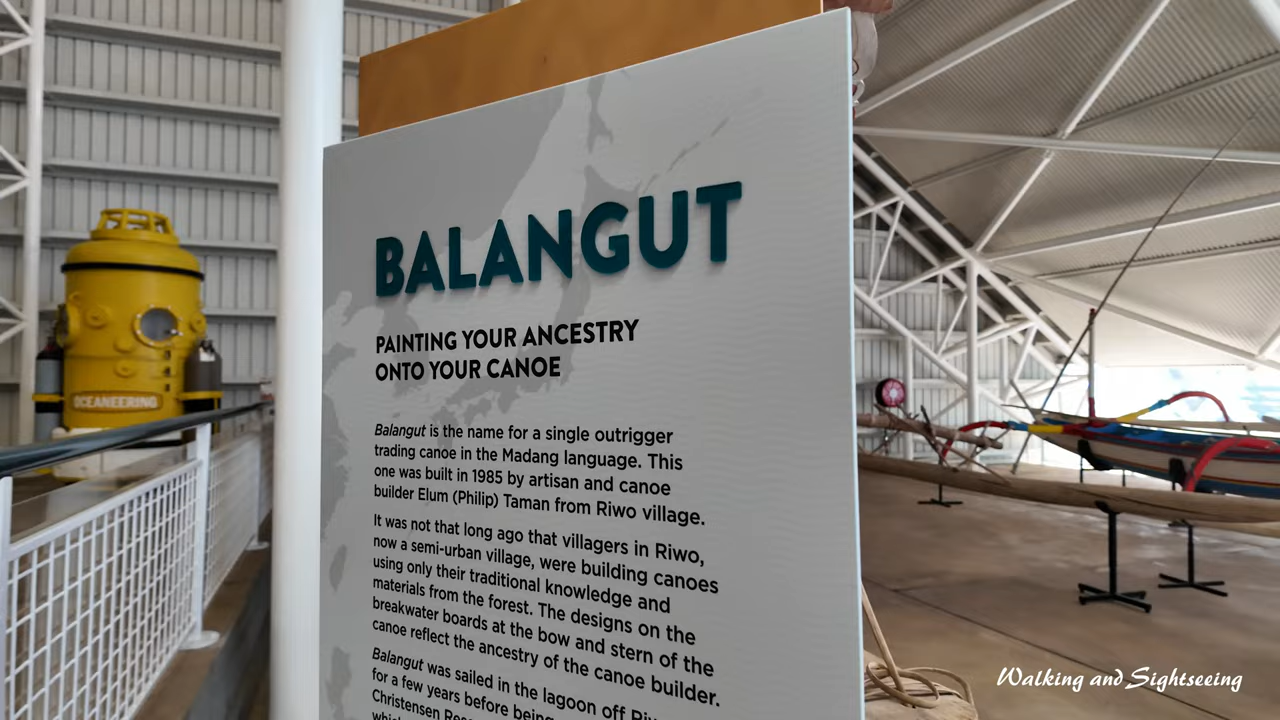 BALANGUT
PAINTING YOUR ANCESTRY
ONTO YOUR CANOE
Balangut is the name for a single outrigger
trading canoe in the Madang language. This
one was built in 1985 by artisan and canoe
builder Elum (Philip) Taman from Riwo village.
It was not that long ago that villagers in Riwo,
now a semi-urban village, were building canoes
using only their traditional knowledge and
materials from the forest. The designs on the
breakwater boards at the bow and stern of the
canoe reflect the ancestry of the canoe builder.
Balangut was sailed in the lagoon off
for a few years before being
Christensen
OCEANEERING
Walking and Sightseeing